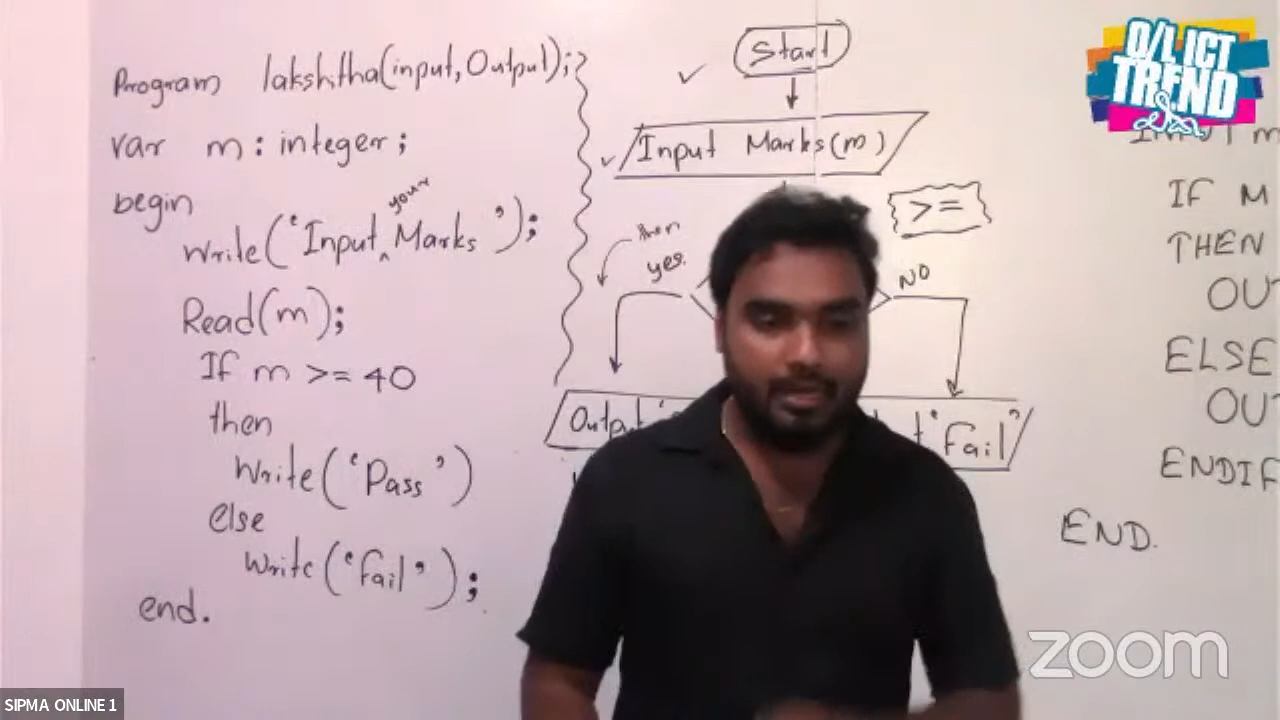 Program lakshitha(input, Output);
var m : integer;
begin
your
Write('Input ^ Marks');
Read(m);
If m >= 40
then
Write('Pass')
Else
Write('Fail');
end.
Start
Input Marks(m)
>=
then
yes.
NO
'Fail'
IF M
THEN
ELSE
ENDIF
END.
O/L ICT
TREND
zoom
SIPMA ONLINE 1